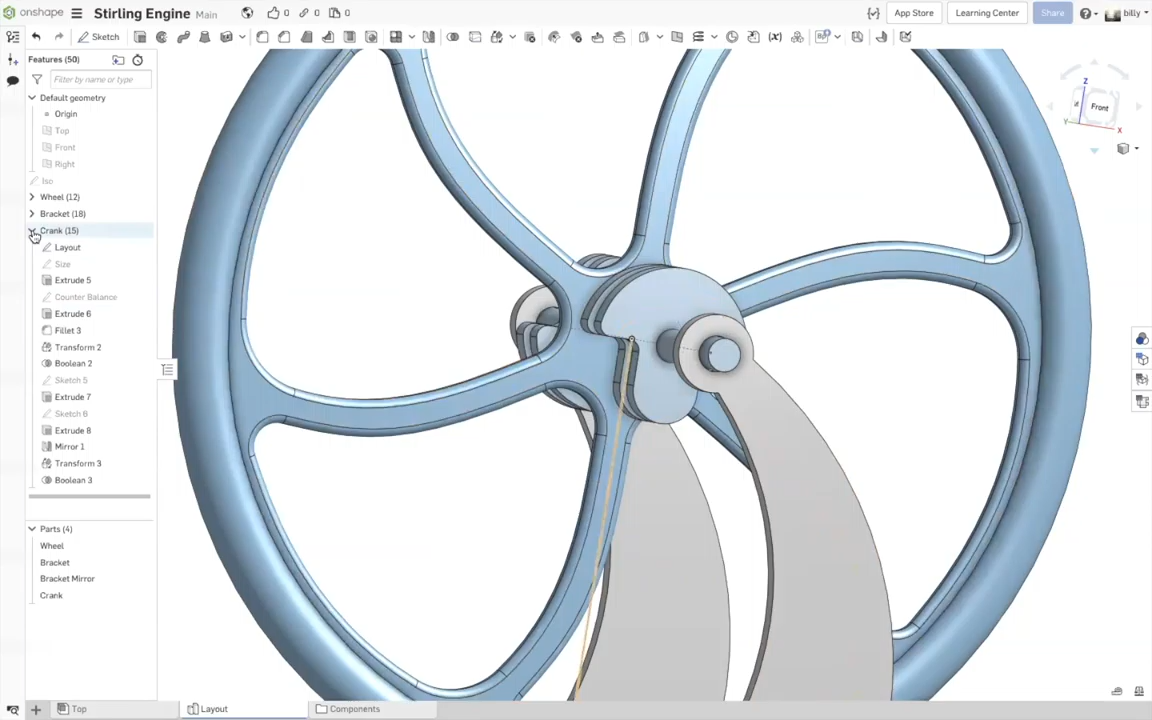 onshape Stirling Engine Main 0 0 0 App Store Learning Center Share billy
Sketch
Features (50)
Filter by name or type
Default geometry
Origin
Top
Front
Right
Iso
Wheel (12)
Bracket (18)
Crank (15)
Layout
Size
Extrude 5
Counter Balance
Extrude 6
Fillet 3
Transform 2
Boolean 2
Sketch 5
Extrude 7
Sketch 6
Extrude 8
Mirror 1
Transform 3
Boolean 3
Parts (4)
Wheel
Bracket
Bracket Mirror
Crank
Z
Front
Y
X
Top Layout Components